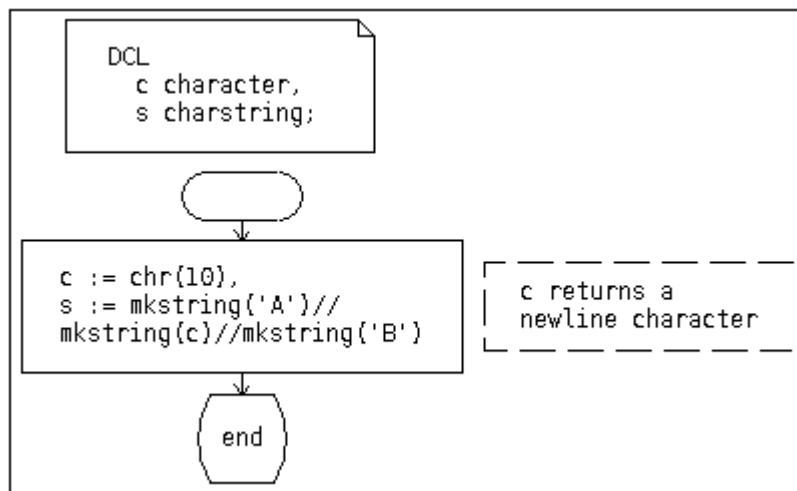 DCL
c character,
s charstring;
c := chr(10),
s := mkstring('A')//
mkstring(c)//mkstring('B')
c returns a
newline character
end